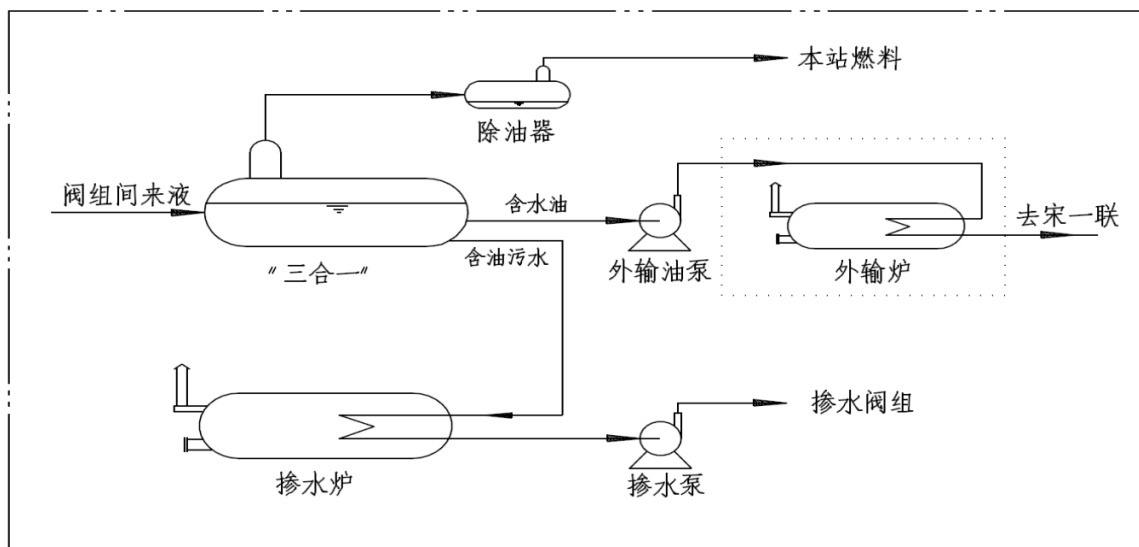 本站燃料
除油器
阀组间来液
含水油
去宋一联
"三合一"
含油污水
外输油泵
外输炉
掺水阀组
掺水炉
掺水泵